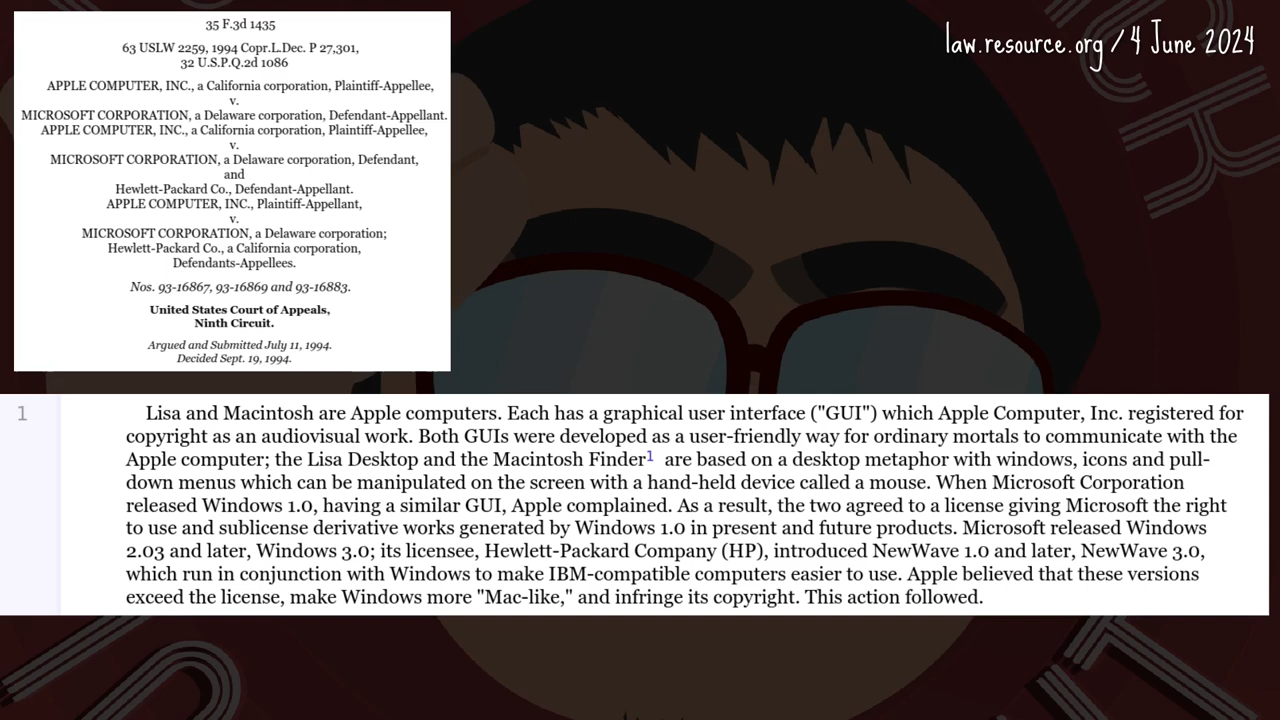 35 F.3d 1435
63 USLW 2259, 1994 Copr.L.Dec. P 27,301,
32 U.S.P.Q.2d 1086
APPLE COMPUTER, INC., a California corporation, Plaintiff-Appellee,
v.
MICROSOFT CORPORATION, a Delaware corporation, Defendant-Appellant.
APPLE COMPUTER, INC., a California corporation, Plaintiff-Appellee,
v.
MICROSOFT CORPORATION, a Delaware corporation, Defendant,
and
Hewlett-Packard Co., Defendant-Appellant.
APPLE COMPUTER, INC., Plaintiff-Appellant,
v.
MICROSOFT CORPORATION, a Delaware corporation;
Hewlett-Packard Co., a California corporation,
Defendants-Appellees.
Nos. 93-16867, 93-16869 and 93-16883.
United States Court of Appeals,
Ninth Circuit.
Argued and Submitted July 11, 1994.
Decided Sept. 19, 1994.
law.resource.org / 4 June 2024
1
Lisa and Macintosh are Apple computers. Each has a graphical user interface ("GUI") which Apple Computer, Inc. registered for
copyright as an audiovisual work. Both GUIs were developed as a user-friendly way for ordinary mortals to communicate with the
Apple computer; the Lisa Desktop and the Macintosh Finder1 are based on a desktop metaphor with windows, icons and pull-
down menus which can be manipulated on the screen with a hand-held device called a mouse. When Microsoft Corporation
released Windows 1.0, having a similar GUI, Apple complained. As a result, the two agreed to a license giving Microsoft the right
to use and sublicense derivative works generated by Windows 1.0 in present and future products. Microsoft released Windows
2.03 and later, Windows 3.0; its licensee, Hewlett-Packard Company (HP), introduced NewWave 1.0 and later, NewWave 3.0,
which run in conjunction with Windows to make IBM-compatible computers easier to use. Apple believed that these versions
exceed the license, make Windows more "Mac-like," and infringe its copyright. This action followed.